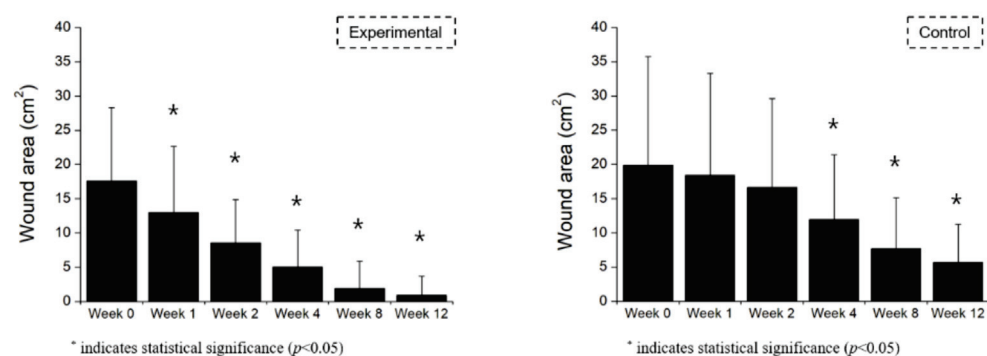 Experimental
Wound area (cm²)
40
35
30
25
20
15
10
5
0
* * * * *
Week 0 Week 1 Week 2 Week 4 Week 8 Week 12
* indicates statistical significance (p<0.05)
Control
Wound area (cm²)
40
35
30
25
20
15
10
5
0
* * *
Week 0 Week 1 Week 2 Week 4 Week 8 Week 12
* indicates statistical significance (p<0.05)